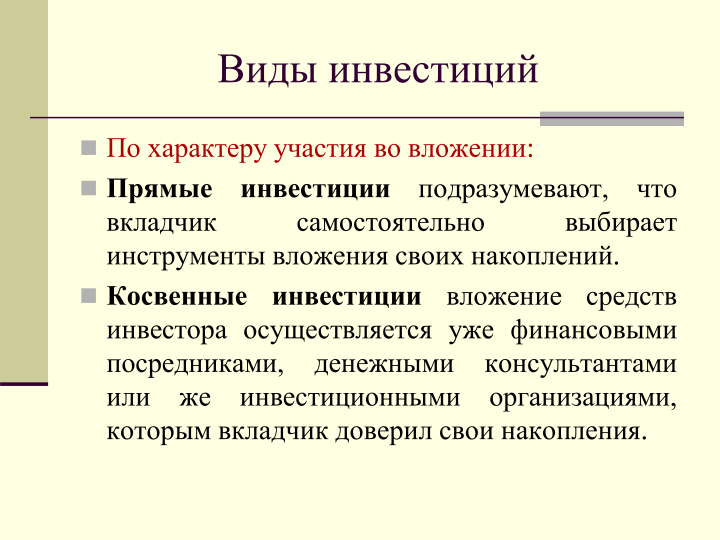 Виды инвестиций
По характеру участия во вложении:
Прямые инвестиции подразумевают, что
вкладчик самостоятельно выбирает
инструменты вложения своих накоплений.
Косвенные инвестиции вложение средств
инвестора осуществляется уже финансовыми
посредниками, денежными консультантами
или же инвестиционными организациями,
которым вкладчик доверил свои накопления.